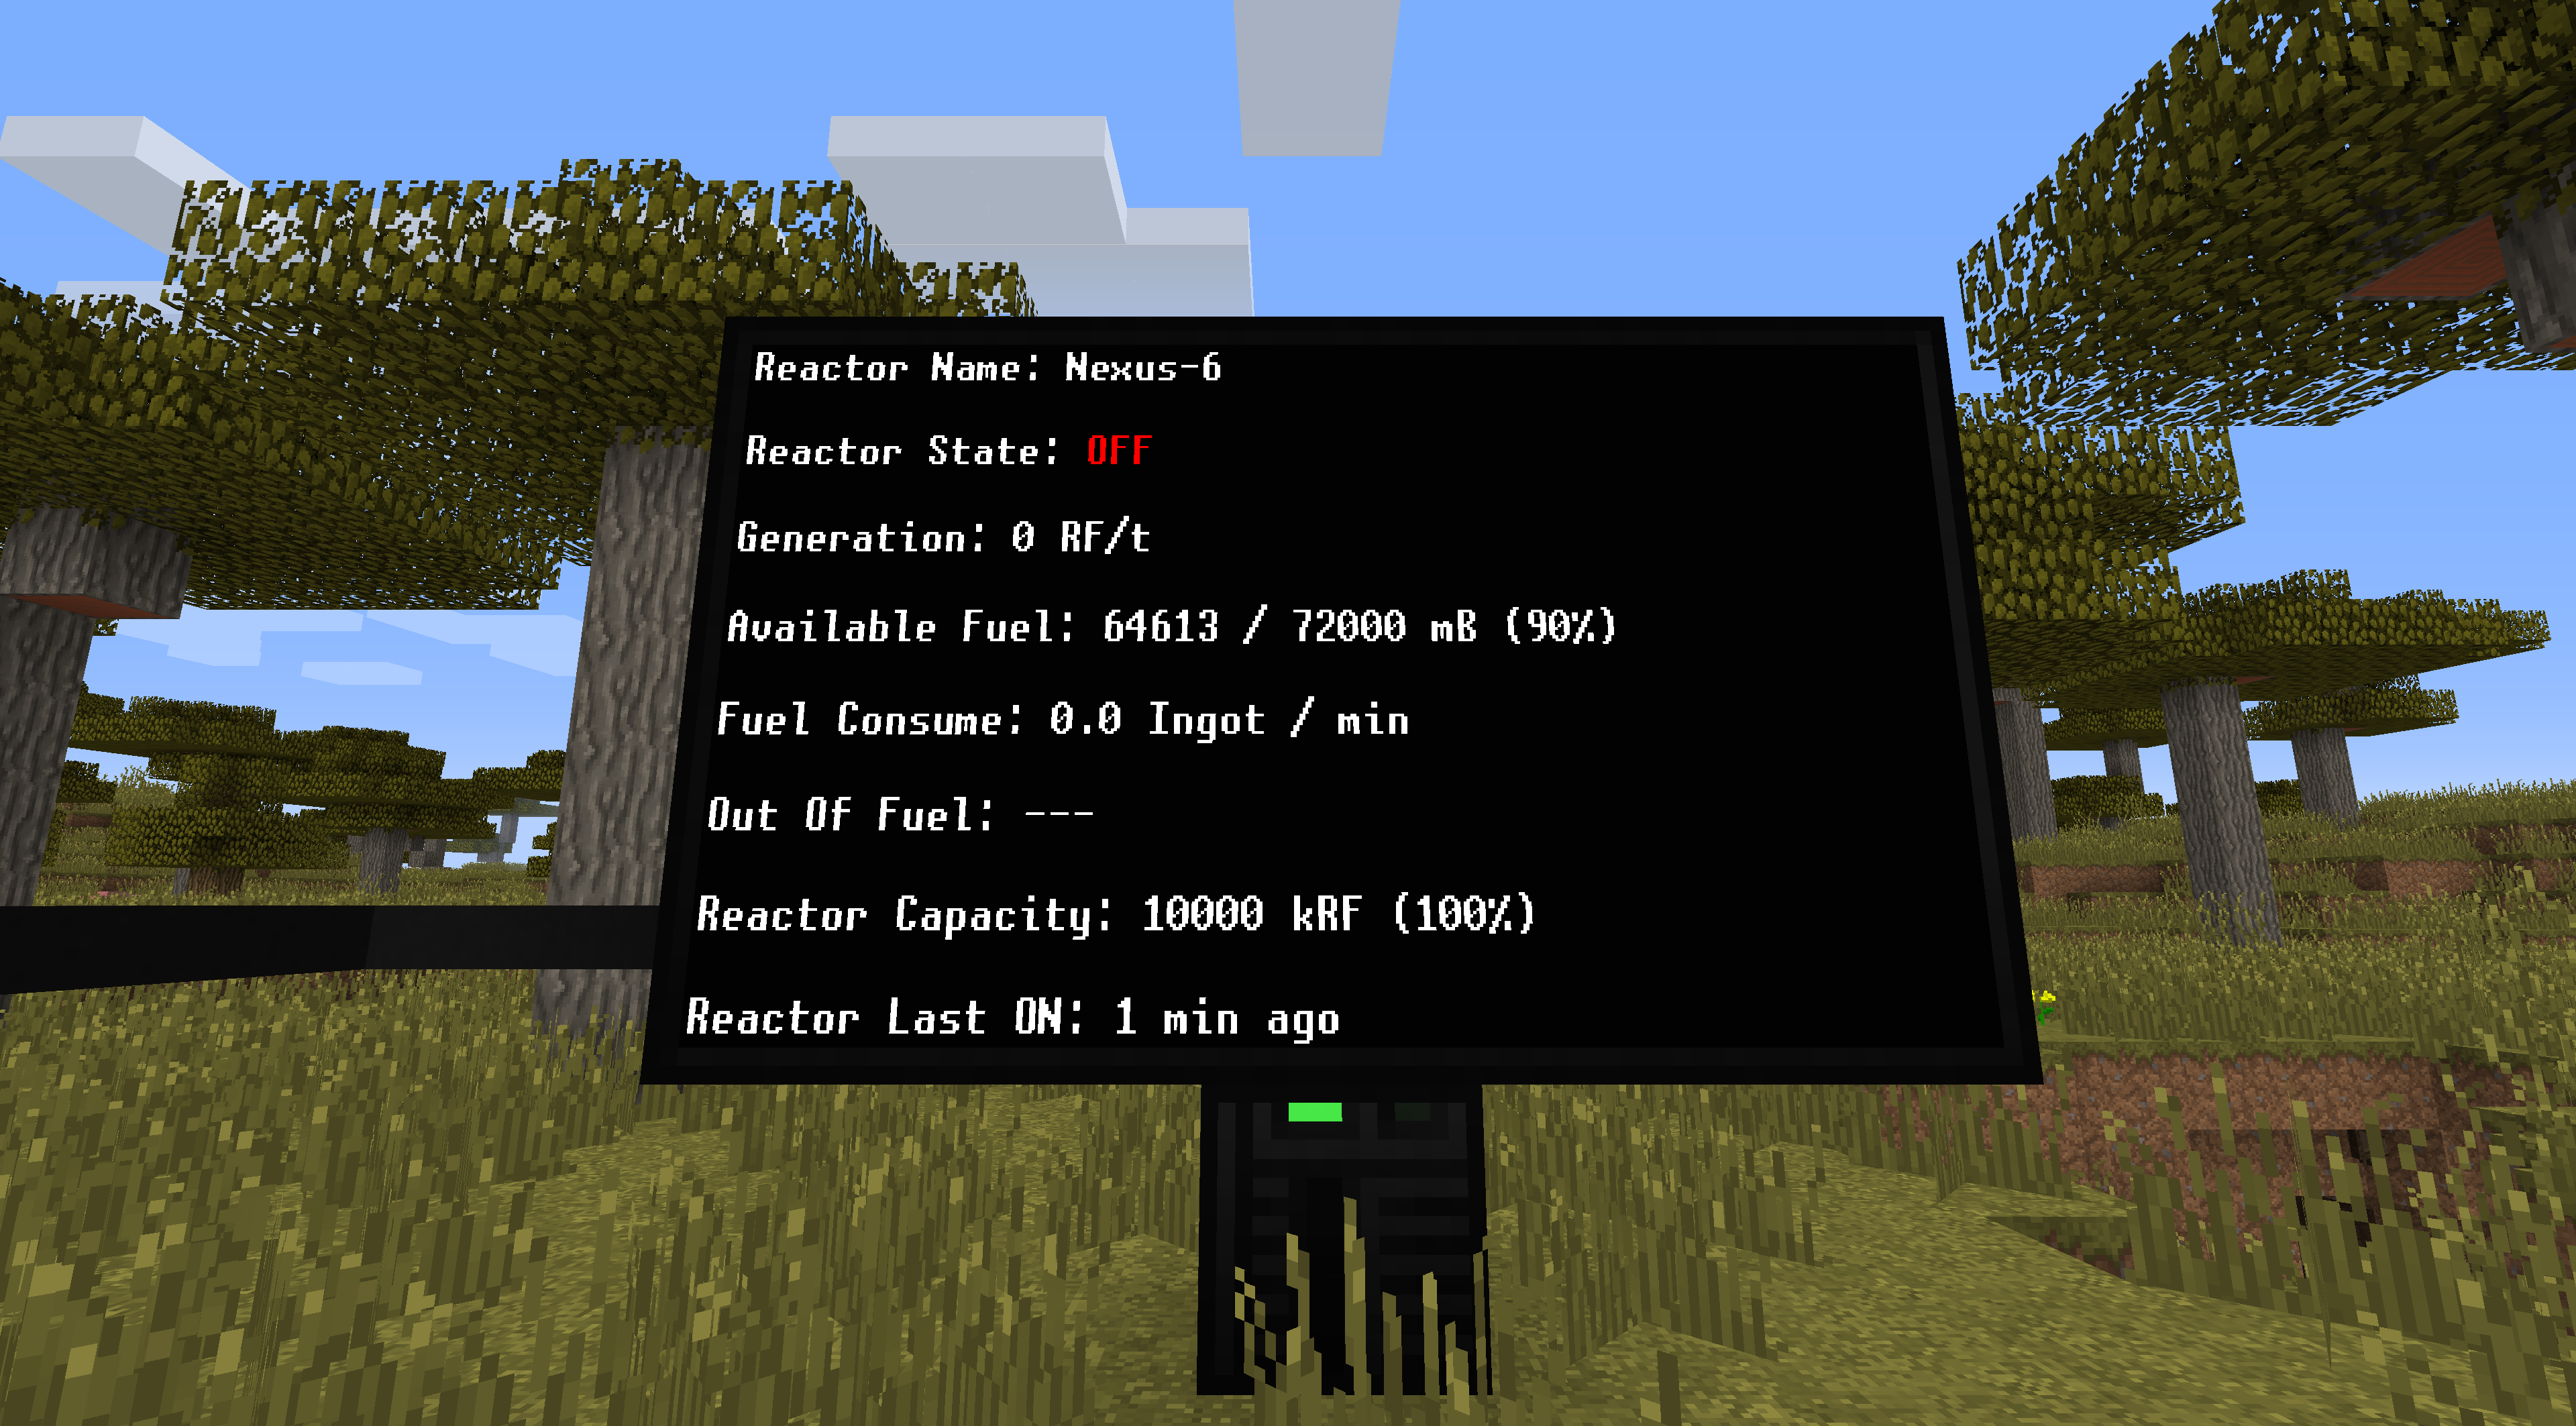 Reactor Name: Nexus-6
Reactor State: OFF
Generation: 0 RF/t
Available Fuel: 64613 / 72000 mB (90%)
Fuel Consume: 0.0 Ingot / min
Out Of Fuel: ---
Reactor Capacity: 10000 kRF (100%)
Reactor Last ON: 1 min ago